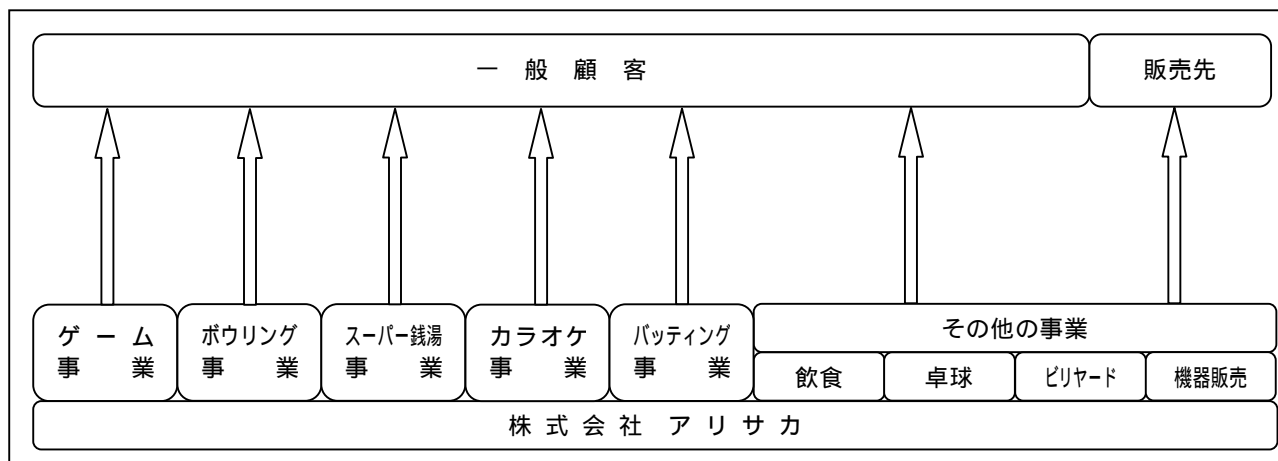 一般顧客
販売先
ゲーム
事業
ボウリング
事業
スーパー銭湯
事業
カラオケ
事業
バッティング
事業
その他の事業
飲食
卓球
ビリヤード
機器販売
株式会社アリサカ